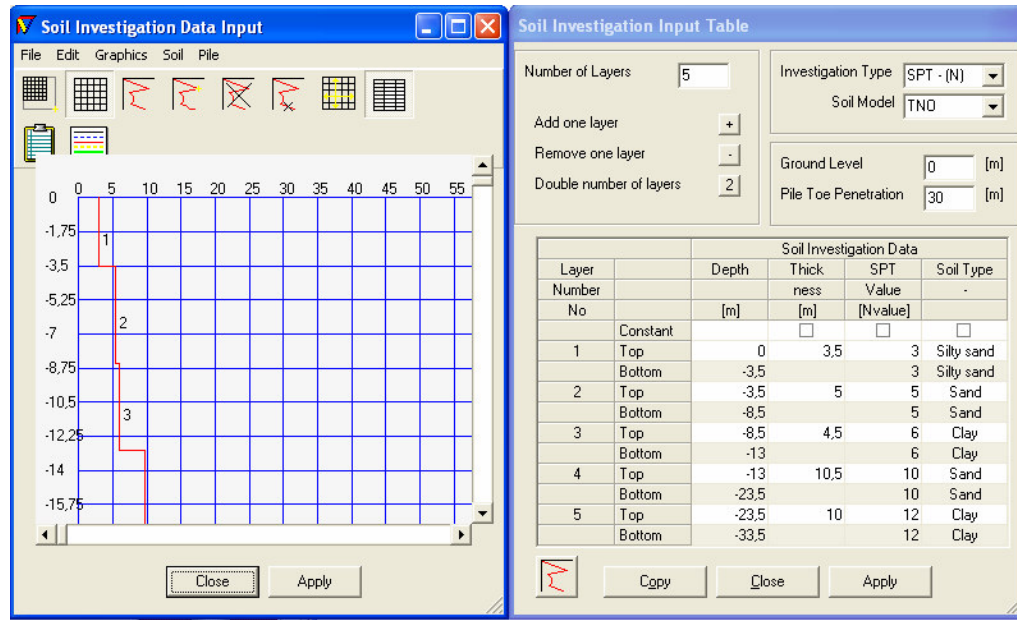 Soil Investigation Data Input
File Edit Graphics Soil Pile
0 5 10 15 20 25 30 35 40 45 50 55
0
-1,75
1
-3,5
-5,25
2
-7
-8,75
-10,5
3
-12,25
-14
-15,75
Close Apply
Soil Investigation Input Table
Number of Layers 5
Add one layer +
Remove one layer -
Double number of layers 2
Investigation Type SPT - (N)
Soil Model TNO
Ground Level 0 [m]
Pile Toe Penetration 30 [m]
Soil Investigation Data
Layer Depth Thick SPT Soil Type
Number ness Value -
No [m] [m] [Nvalue]
Constant
1 Top 0 3,5 3 Silty sand
Bottom -3,5 3 Silty sand
2 Top -3,5 5 5 Sand
Bottom -8,5 5 Sand
3 Top -8,5 4,5 6 Clay
Bottom -13 6 Clay
4 Top -13 10,5 10 Sand
Bottom -23,5 10 Sand
5 Top -23,5 10 12 Clay
Bottom -33,5 12 Clay
Copy Close Apply